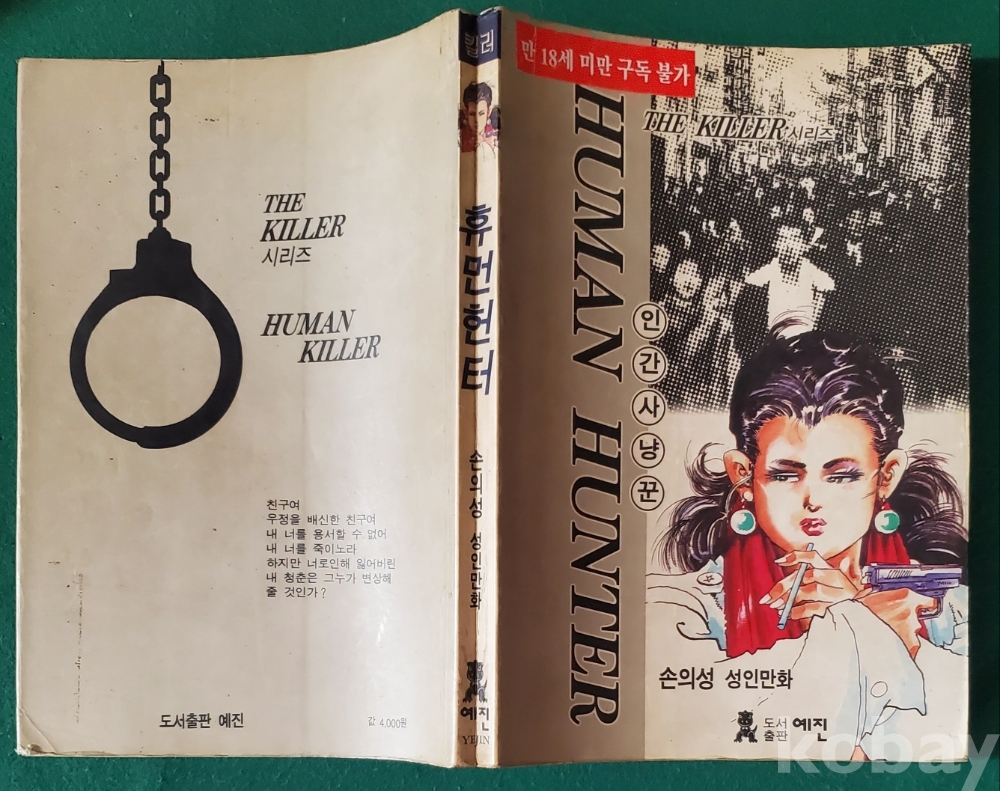 THE
KILLER
시리즈
HUMAN
KILLER
친구여
우정을 배신한 친구여
내 너를 용서할 수 없어
내 너를 죽이노라
하지만 너로인해 잃어버린
내 청춘은 그누가 변상해
줄 것인가?
도서출판 예진
값 4,000원
킬러
휴먼헌터
손의성 성인만화
예진
YEJIN
만 18세 미만 구독 불가
THE KILLER 시리즈
HUMAN HUNTER
인간사냥꾼
손의성 성인만화
도서
출판 예진
kobay